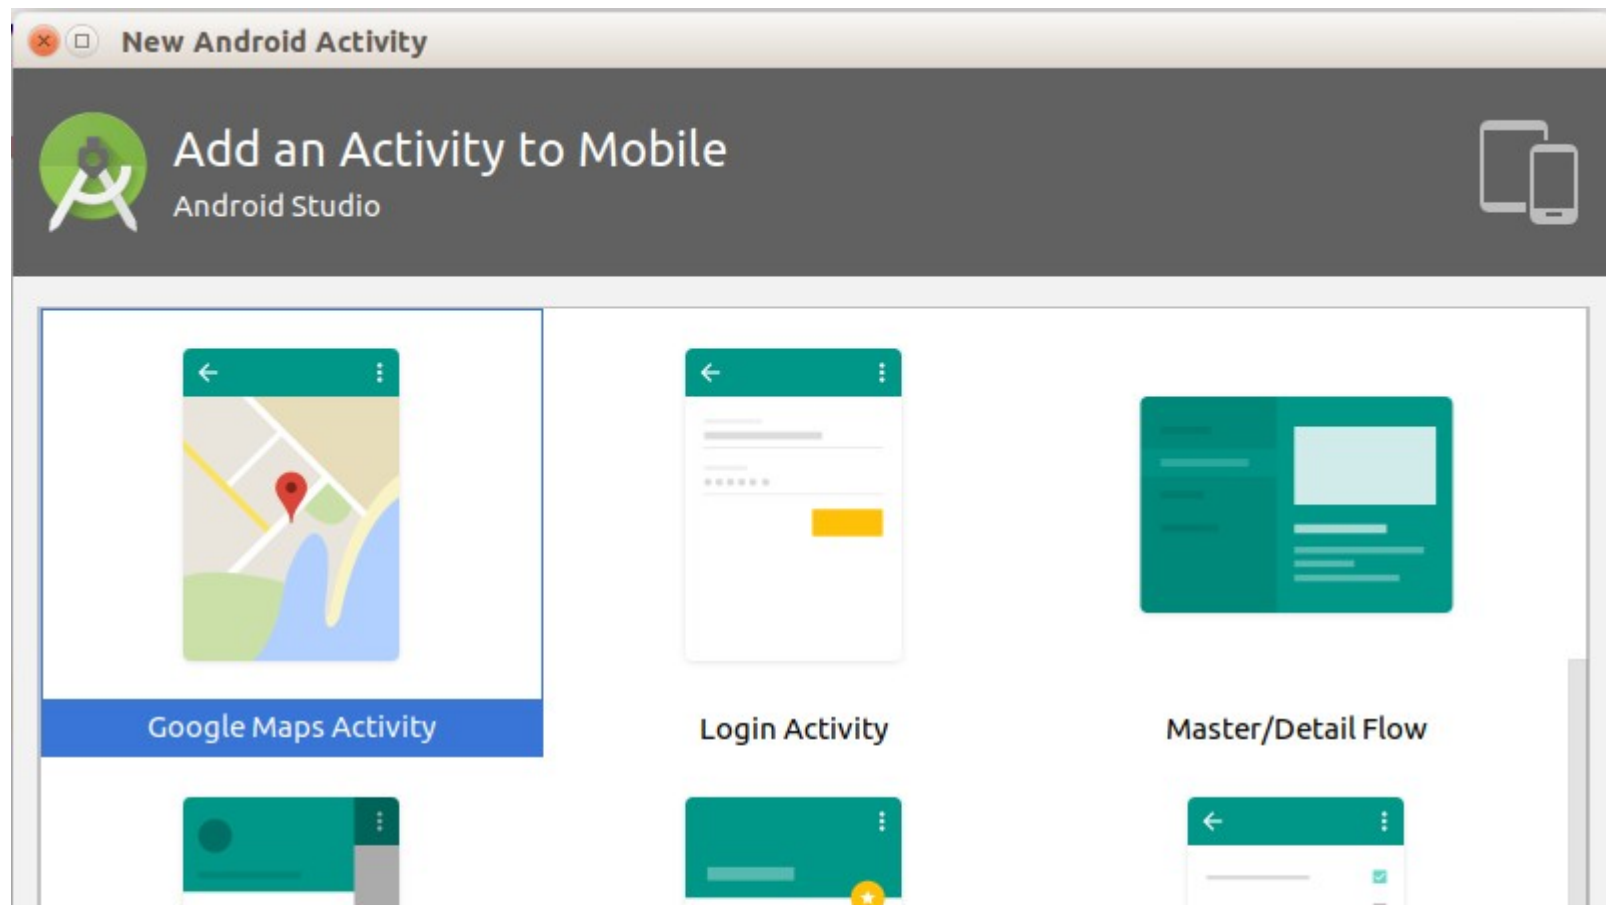 New Android Activity
Add an Activity to Mobile
Android Studio
Google Maps Activity
Login Activity
Master/Detail Flow